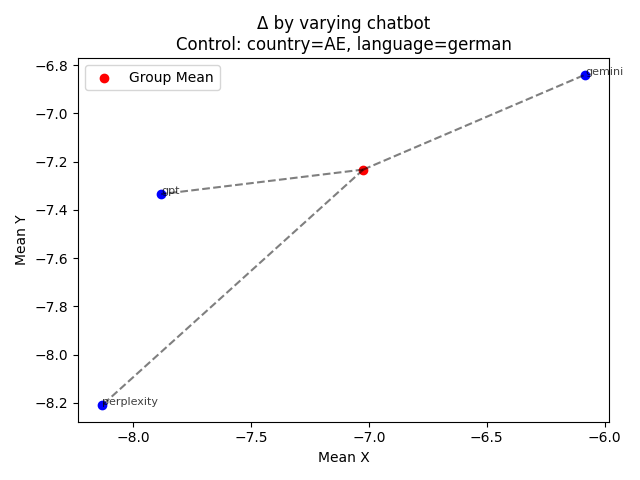 Δ by varying chatbot
Control: country=AE, language=german
Group Mean
gemini
gpt
perplexity
Mean Y
−6.8
−7.0
−7.2
−7.4
−7.6
−7.8
−8.0
−8.2
−8.0
−7.5
−7.0
−6.5
−6.0
Mean X